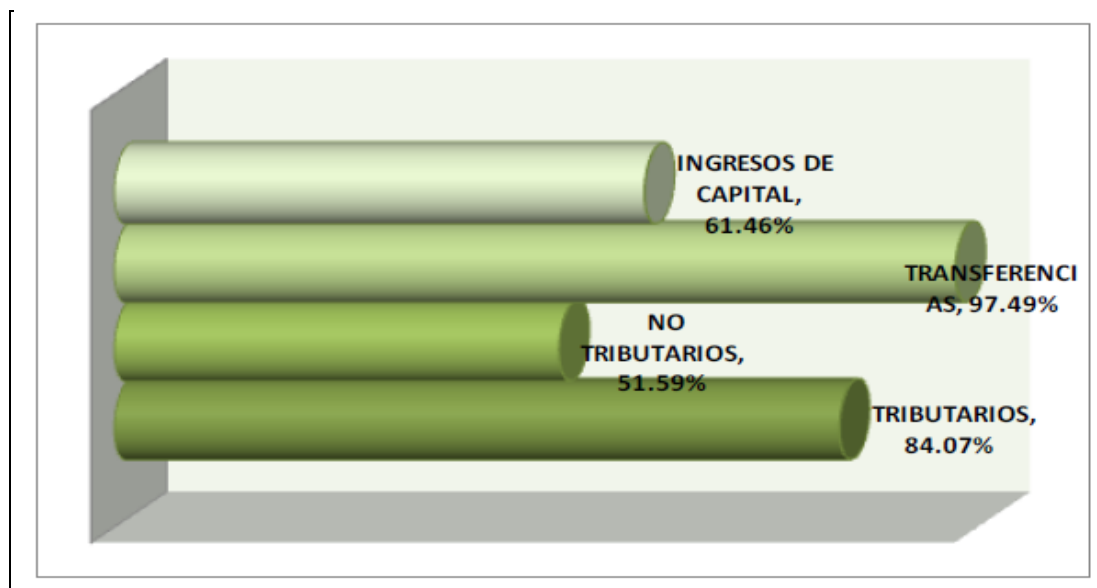 INGRESOS DE
CAPITAL,
61.46%
TRANSFERENCI
AS, 97.49%
NO
TRIBUTARIOS,
51.59%
TRIBUTARIOS,
84.07%